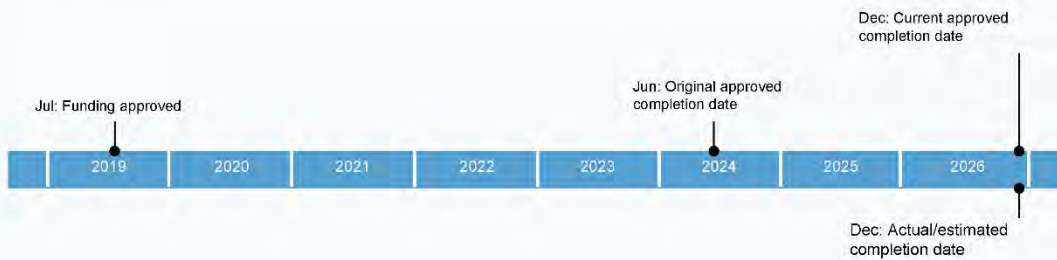 Dec: Current approved
completion date
Jul: Funding approved
Jun: Original approved
completion date
2019
2020
2021
2022
2023
2024
2025
2026
Dec: Actual/estimated
completion date